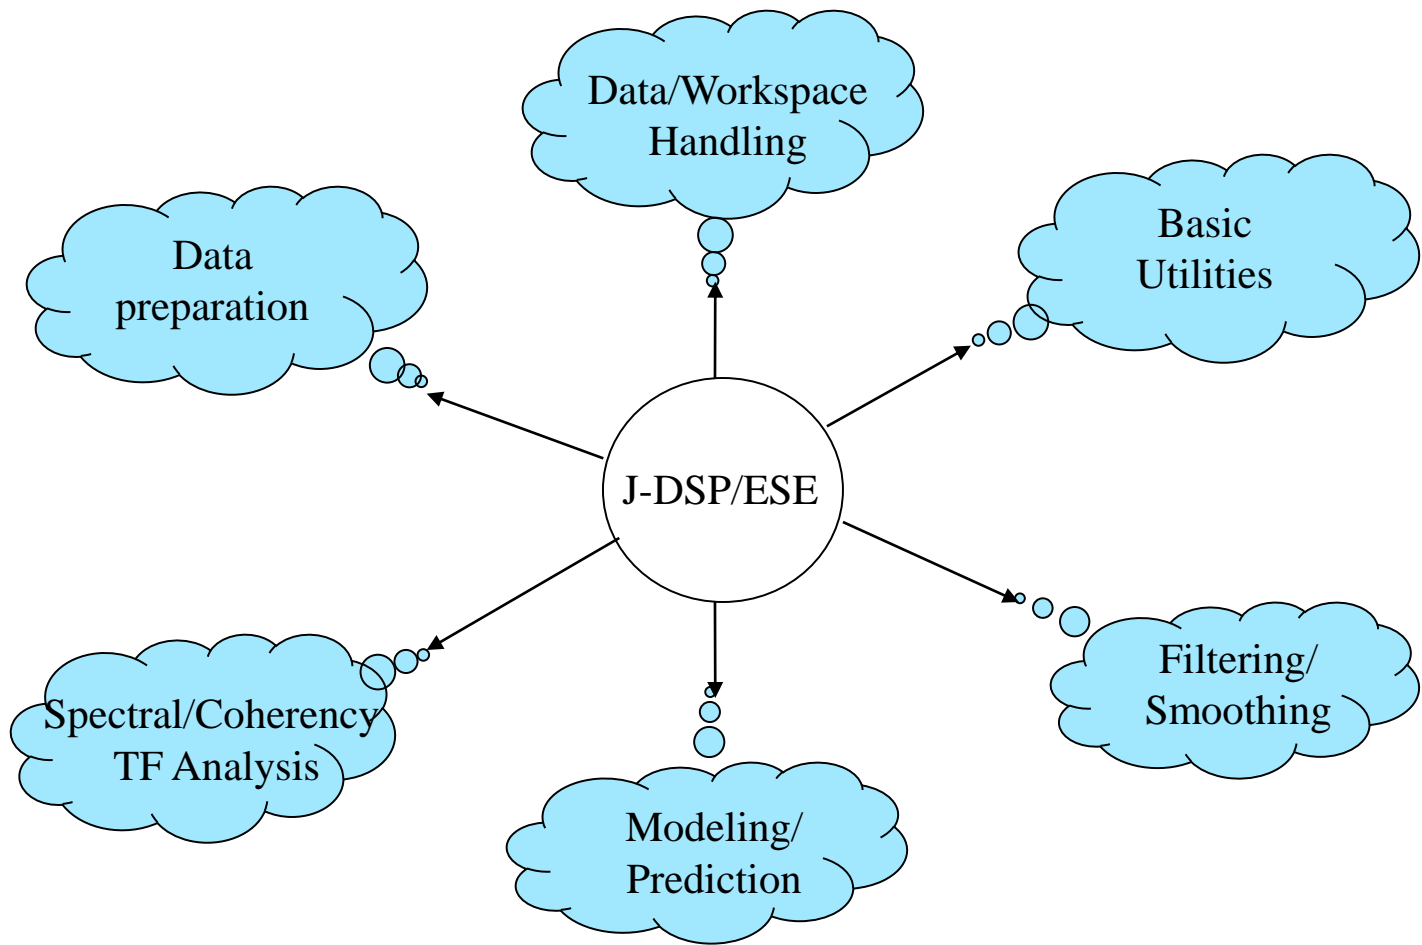 Data/Workspace
Handling
Basic
Utilities
Data
preparation
J-DSP/ESE
Filtering/
Smoothing
Spectral/Coherency
TF Analysis
Modeling/
Prediction